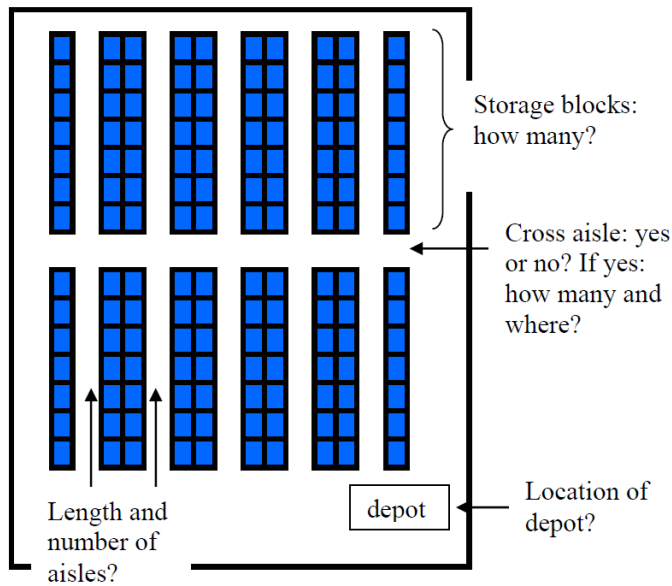 Storage blocks:
how many?
Cross aisle: yes
or no? If yes:
how many and
where?
Length and
number of
aisles?
depot
Location of
depot?